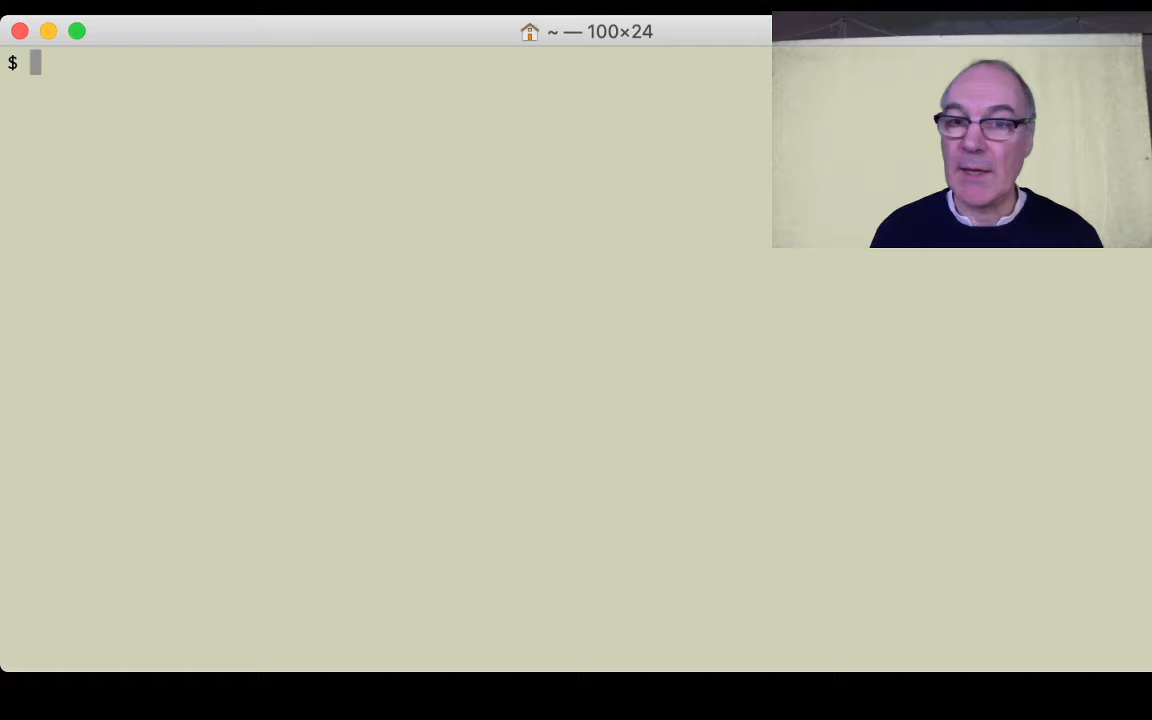 ~ — 100×24
$